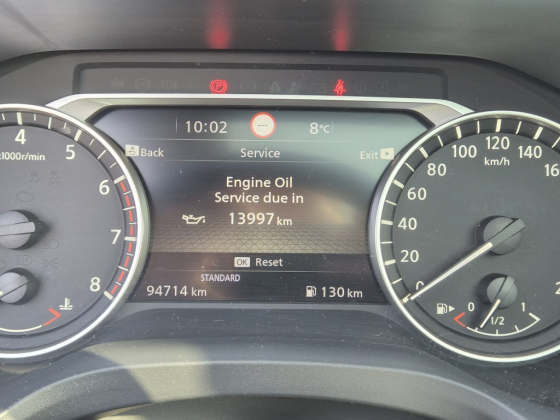 P
10:02 --- 8°C
Back Service Exit
Engine Oil
Service due in
13997 km
OK Reset
STANDARD
94714 km 130 km
x1000r/min
4
5
6
7
8
0
20
40
60
80
100
120
140
160
km/h
0
1/2
1